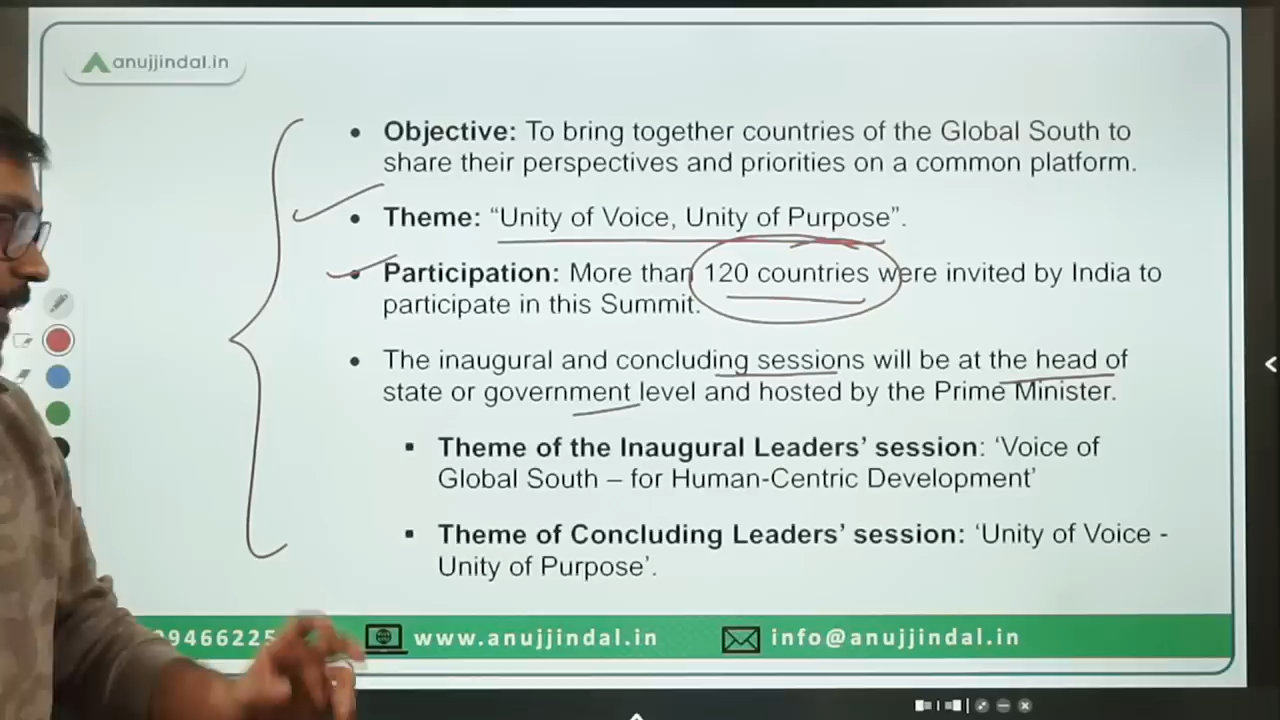 anujjindal.in
• Objective: To bring together countries of the Global South to
share their perspectives and priorities on a common platform.
• Theme: “Unity of Voice, Unity of Purpose”.
• Participation: More than 120 countries were invited by India to
participate in this Summit.
• The inaugural and concluding sessions will be at the head of
state or government level and hosted by the Prime Minister.
▪ Theme of the Inaugural Leaders’ session: ‘Voice of
Global South – for Human-Centric Development’
▪ Theme of Concluding Leaders’ session: ‘Unity of Voice -
Unity of Purpose’.
www.anujjindal.in info@anujjindal.in